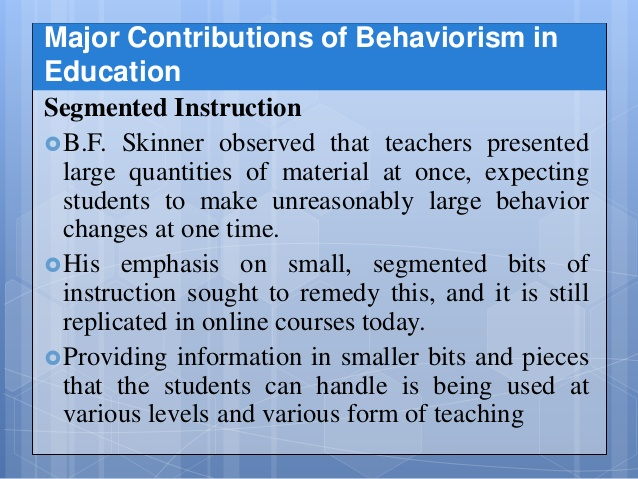 Major Contributions of Behaviorism in
Education
Segmented Instruction
B.F. Skinner observed that teachers presented
large quantities of material at once, expecting
students to make unreasonably large behavior
changes at one time.
His emphasis on small, segmented bits of
instruction sought to remedy this, and it is still
replicated in online courses today.
Providing information in smaller bits and pieces
that the students can handle is being used at
various levels and various form of teaching